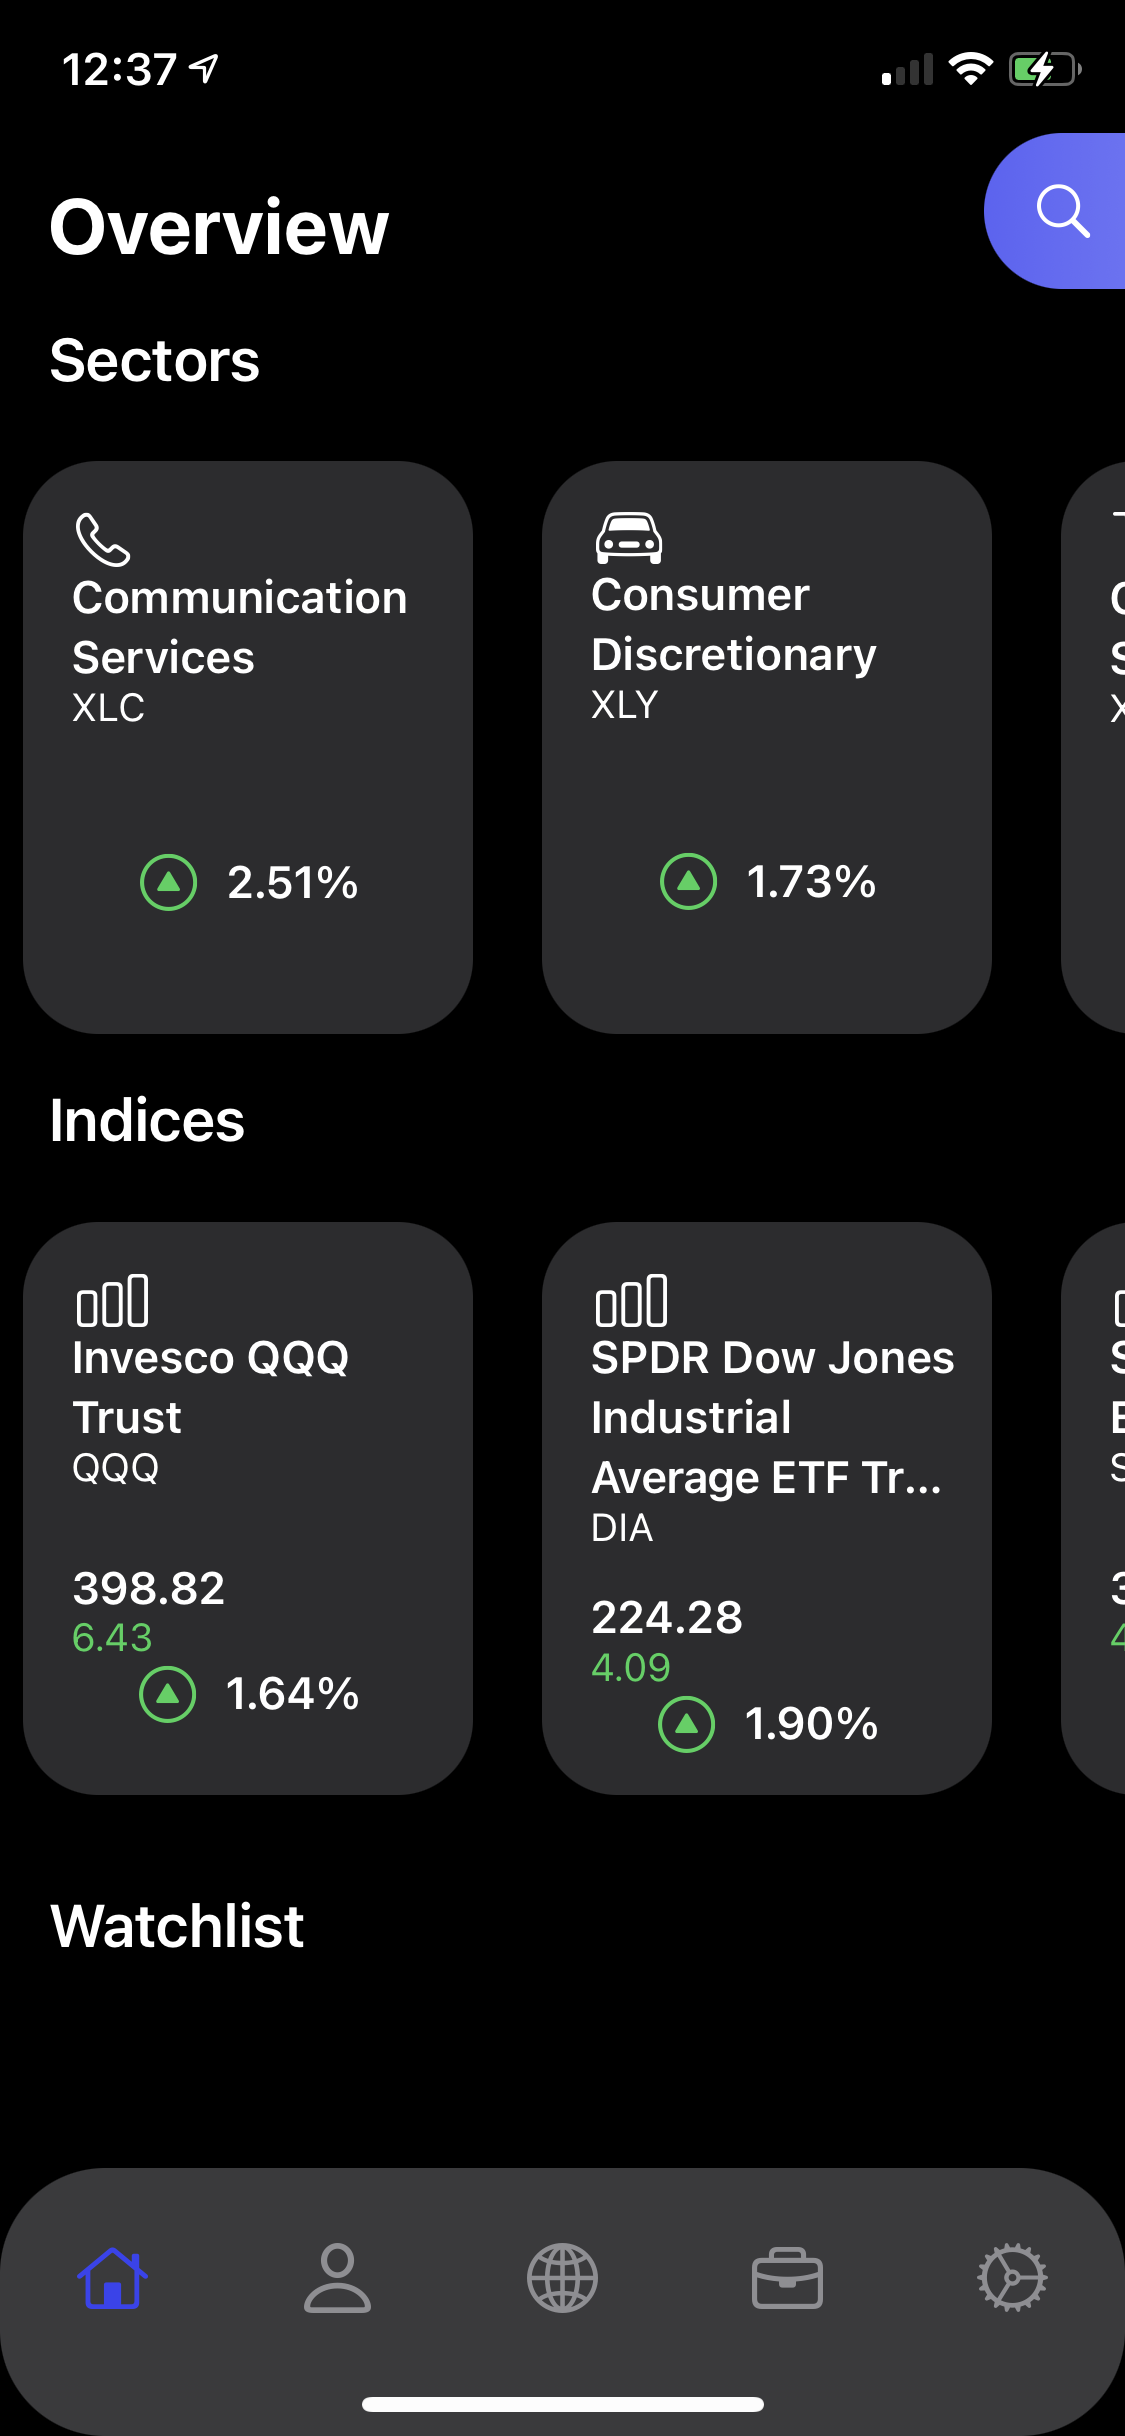 12:37
Overview
Sectors
Communication
Services
XLC
2.51%
Consumer
Discretionary
XLY
1.73%
Indices
Invesco QQQ
Trust
QQQ
398.82
6.43
1.64%
SPDR Dow Jones
Industrial
Average ETF Tr...
DIA
224.28
4.09
1.90%
Watchlist